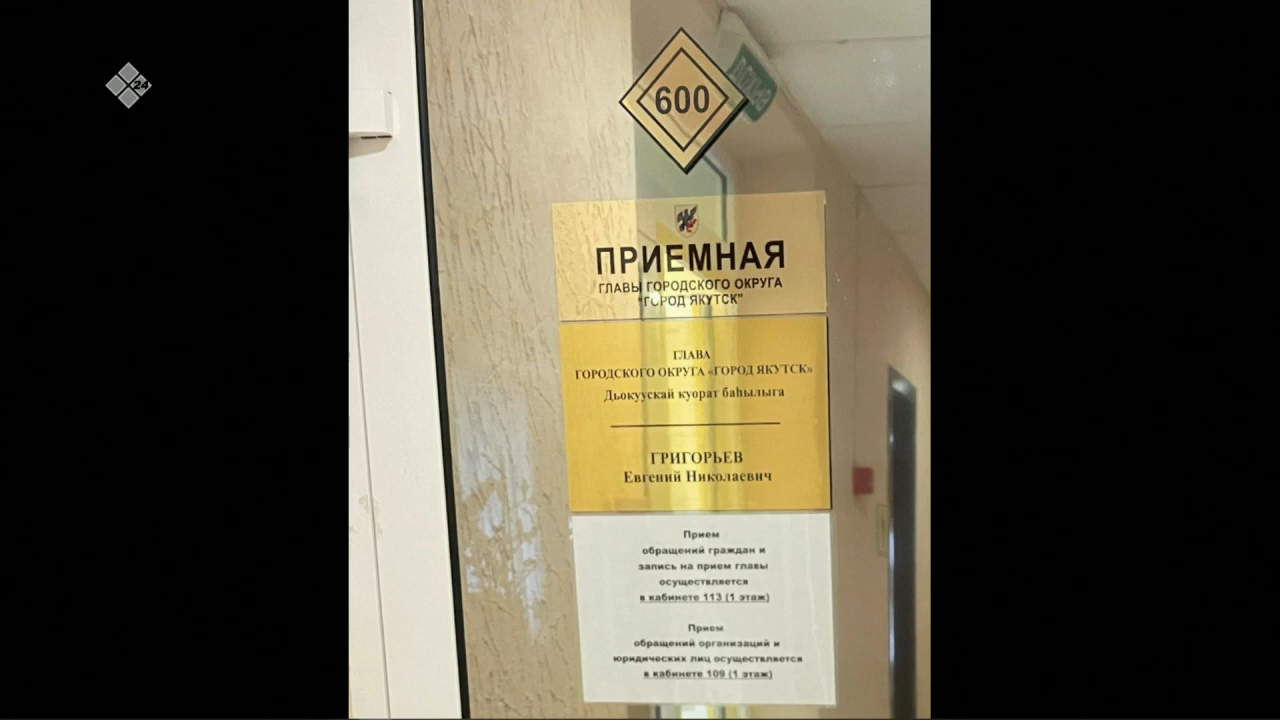 х24
600
ПРИЕМНАЯ
ГЛАВЫ ГОРОДСКОГО ОКРУГА
"ГОРОД ЯКУТСК"
ГЛАВА
ГОРОДСКОГО ОКРУГА «ГОРОД ЯКУТСК»
Дьокуускай куорат баһылыга
ГРИГОРЬЕВ
Евгений Николаевич
Прием
обращений граждан и
запись на прием главы
осуществляется
в кабинете 113 (1 этаж)
Прием
обращений организаций и
юридических лиц осуществляется
в кабинете 109 (1 этаж)